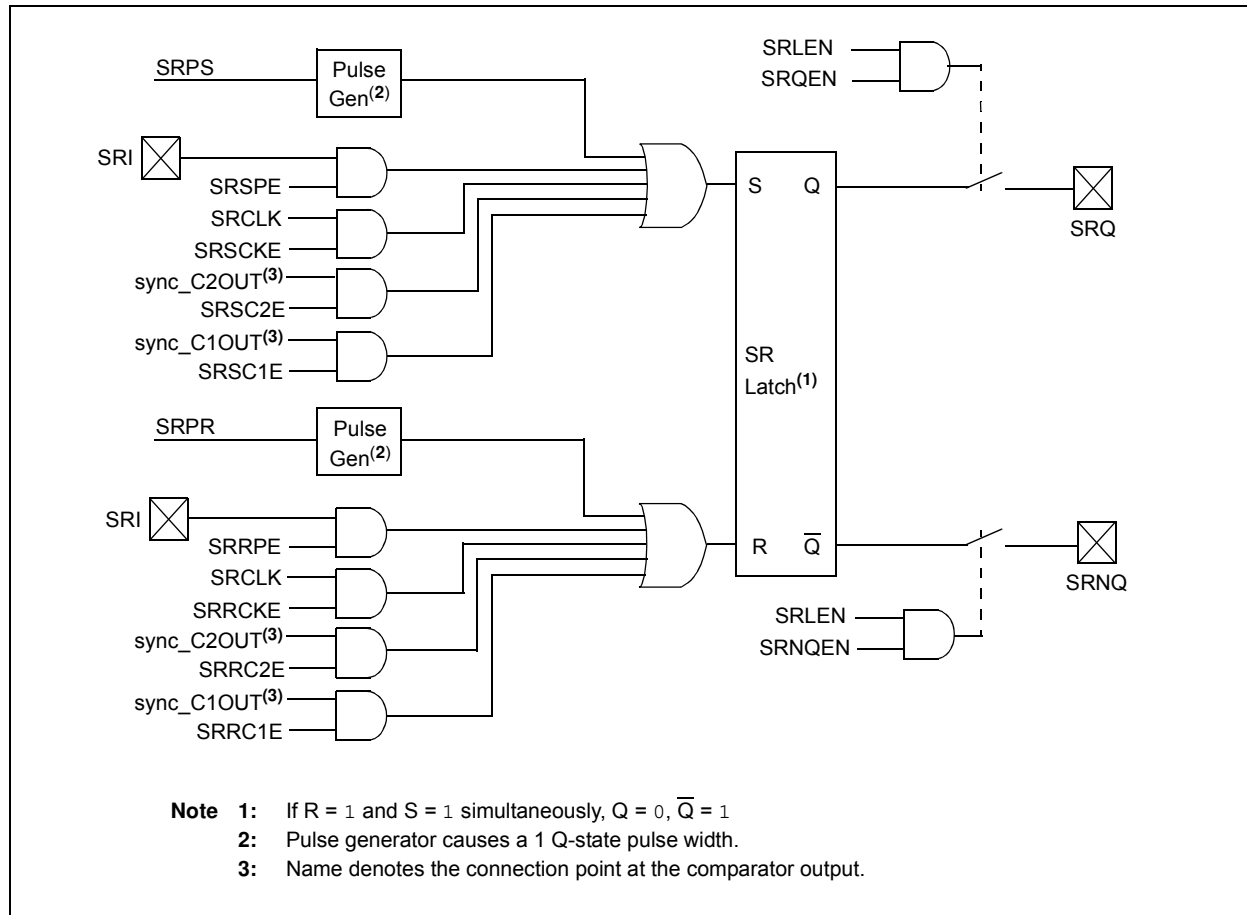 SRPS
Pulse
Gen(2)
SRI
SRSPE
SRCLK
SRSCKE
sync_C2OUT(3)
SRSC2E
sync_C1OUT(3)
SRSC1E
SRPR
Pulse
Gen(2)
SRI
SRRPE
SRCLK
SRRCKE
sync_C2OUT(3)
SRRC2E
sync_C1OUT(3)
SRRC1E
S Q
SR
Latch(1)
R Q̅
SRLEN
SRQEN
SRQ
SRNQ
SRLEN
SRNQEN
Note 1: If R = 1 and S = 1 simultaneously, Q = 0, Q̅ = 1
2: Pulse generator causes a 1 Q-state pulse width.
3: Name denotes the connection point at the comparator output.